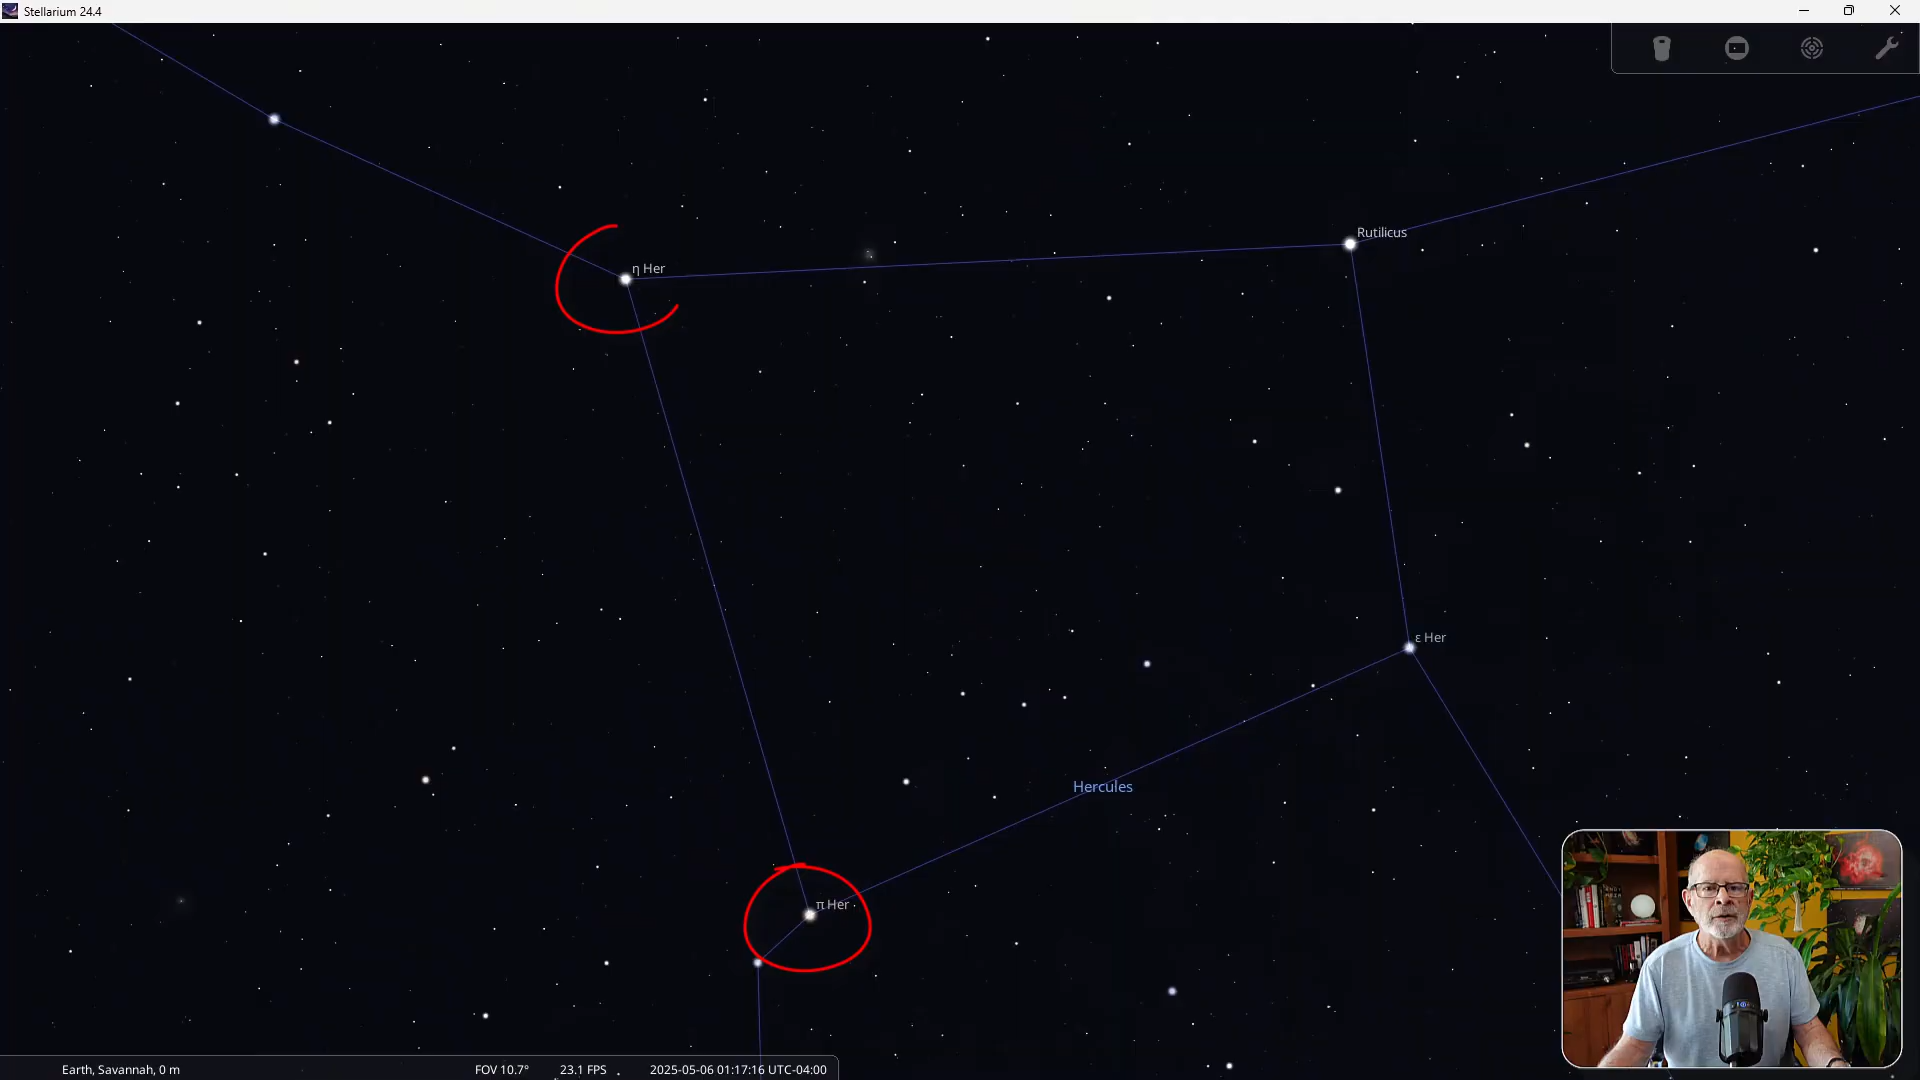 Stellarium 24.4
Rutilicus
η Her
ε Her
Hercules
π Her
Earth, Savannah, 0 m
FOV 10.7°
23.1 FPS
2025-05-06 01:17:16 UTC-04:00